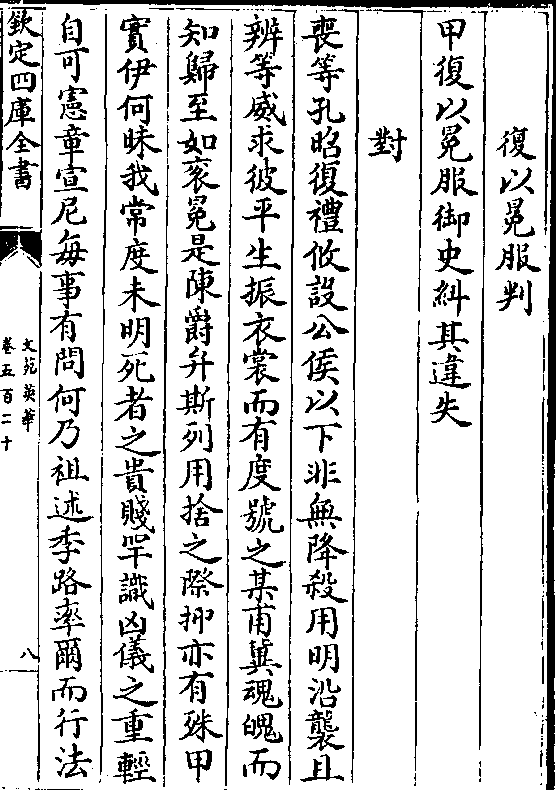 復以冕服判
甲復以冕服御史糾其違失
對
喪等孔昭復禮攸設公侯以下非無降殺用明沿襲且
辨等威求彼平生振衣裳而有度號之某甫冀魂魄而
知歸至如衮冕是陳爵弁斯列用捨之際抑亦有殊甲
實伊何昧我常度未明死者之貴賤罕識凶儀之重輕
自可憲章宣尼每事有問何乃祖述季路率爾而行法
欽定四庫全書
文苑英華
卷五百二十
八